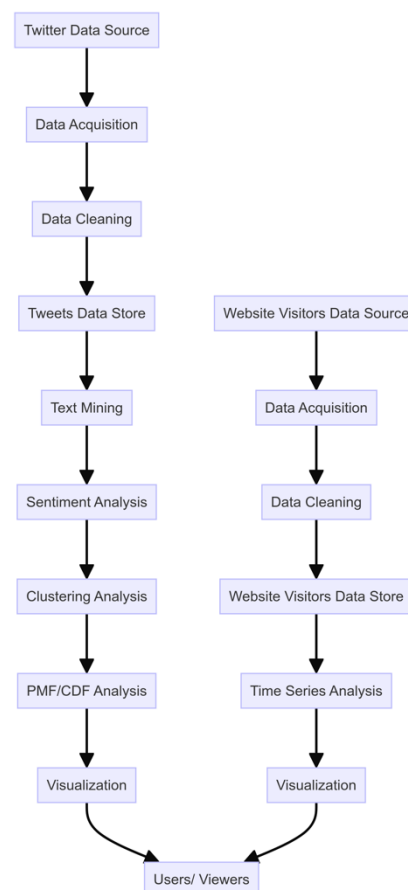 Twitter Data Source
Data Acquisition
Data Cleaning
Tweets Data Store
Text Mining
Sentiment Analysis
Clustering Analysis
PMF/CDF Analysis
Visualization
Website Visitors Data Source
Data Acquisition
Data Cleaning
Website Visitors Data Store
Time Series Analysis
Visualization
Users/ Viewers